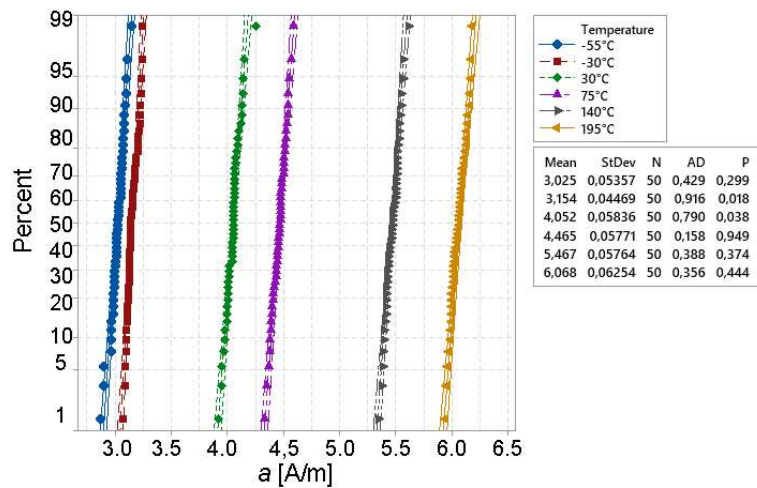 99
95
90
80
70
60
50
40
30
20
10
5
1
Percent
3.0 3.5 4.0 4,5 5.0 5.5 6.0 6.5
a [A/m]
Temperature
-55°C
-30°C
30°C
75°C
140°C
195°C
Mean StDev N AD P
3,025 0,05357 50 0,429 0,299
3,154 0,04469 50 0,916 0,018
4,052 0,05836 50 0,790 0,038
4,465 0,05771 50 0,158 0,949
5,467 0,05764 50 0,388 0,374
6,068 0,06254 50 0,356 0,444